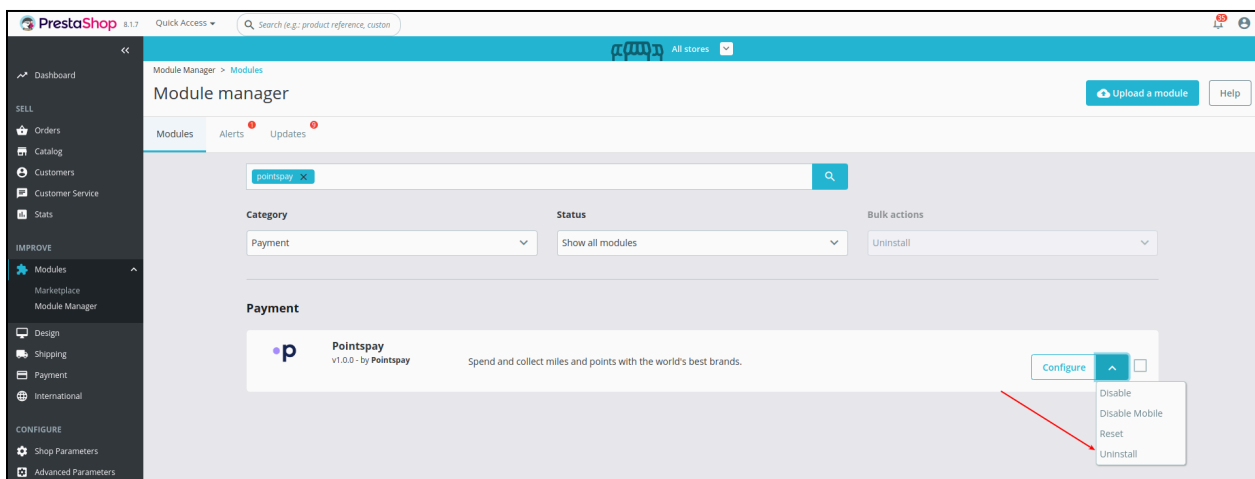 PrestaShop 8.1.7 Quick Access Search (e.g.: product reference, custon 35
All stores
Dashboard
SELL
Orders
Catalog
Customers
Customer Service
Stats
IMPROVE
Modules
Marketplace
Module Manager
Design
Shipping
Payment
International
CONFIGURE
Shop Parameters
Advanced Parameters
Module Manager > Modules
Module manager
Upload a module Help
Modules Alerts 1 Updates 9
pointspay
Category Status Bulk actions
Payment Show all modules Uninstall
Payment
p
Pointspay
v1.0.0 - by Pointspay
Spend and collect miles and points with the world's best brands.
Configure
Disable
Disable Mobile
Reset
Uninstall